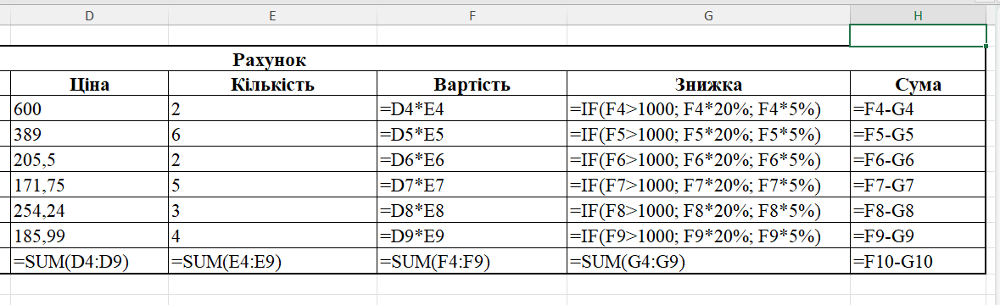 D E F G H
Рахунок
Ціна Кількість Вартість Знижка Сума
600 2 =D4*E4 =IF(F4>1000; F4*20%; F4*5%) =F4-G4
389 6 =D5*E5 =IF(F5>1000; F5*20%; F5*5%) =F5-G5
205,5 2 =D6*E6 =IF(F6>1000; F6*20%; F6*5%) =F6-G6
171,75 5 =D7*E7 =IF(F7>1000; F7*20%; F7*5%) =F7-G7
254,24 3 =D8*E8 =IF(F8>1000; F8*20%; F8*5%) =F8-G8
185,99 4 =D9*E9 =IF(F9>1000; F9*20%; F9*5%) =F9-G9
=SUM(D4:D9) =SUM(E4:E9) =SUM(F4:F9) =SUM(G4:G9) =F10-G10